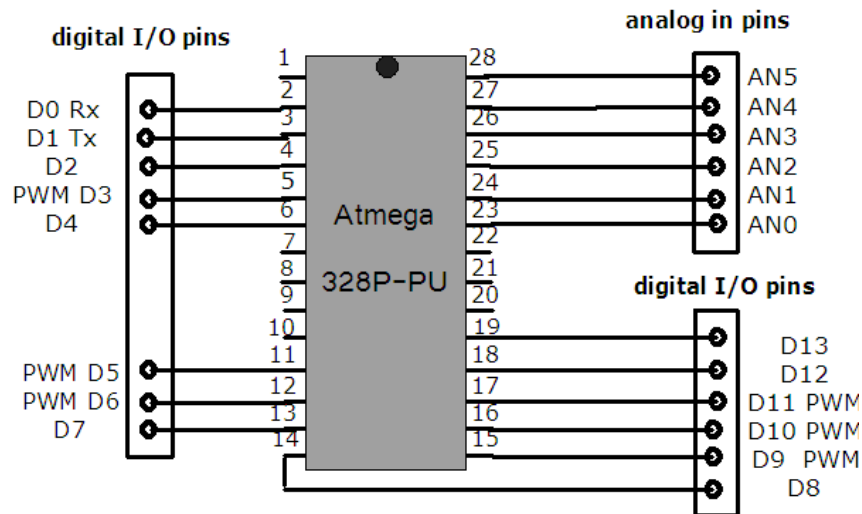 digital I/O pins
D0 Rx
D1 Tx
D2
PWM D3
D4
PWM D5
PWM D6
D7
1
2
3
4
5
6
7
8
9
10
11
12
13
14
Atmega
328P-PU
28
27
26
25
24
23
22
21
20
19
18
17
16
15
analog in pins
AN5
AN4
AN3
AN2
AN1
AN0
digital I/O pins
D13
D12
D11 PWM
D10 PWM
D9 PWM
D8